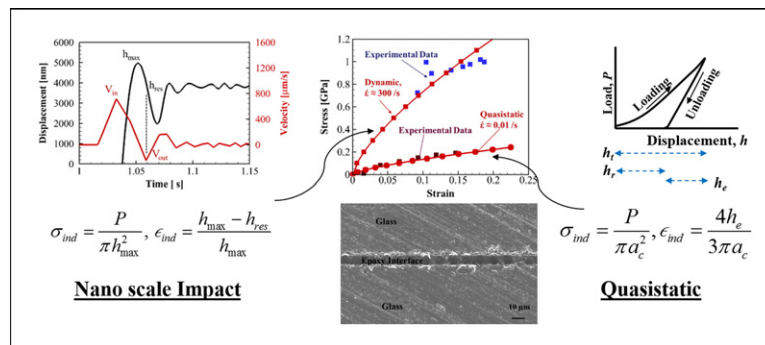 6000
5000
4000
3000
2000
1000
0
Displacement [nm]
1
1.05
1.1
1.15
Time [ s]
1600
1200
800
400
0
Velocity [μm/s]
h_max
h_res
V_in
V_out
σ_ind = P / πh²_max , ϵ_ind = (h_max − h_res) / h_max
Nano scale Impact
1.2
1
0.8
0.6
0.4
0.2
0
Stress [GPa]
0
0.05
0.1
0.15
0.2
0.25
Strain
Experimental Data
Dynamic,
ε̇ ≈ 300 /s
Quasistatic
ε̇ ≈ 0.01 /s
Experimental Data
Glass
Epoxy Interface
Glass
10 μm
Load, P
Loading
Unloading
Displacement, h
h_t
h_r
h_e
σ_ind = P / πa_c² , ϵ_ind = 4h_e / 3πa_c
Quasistatic